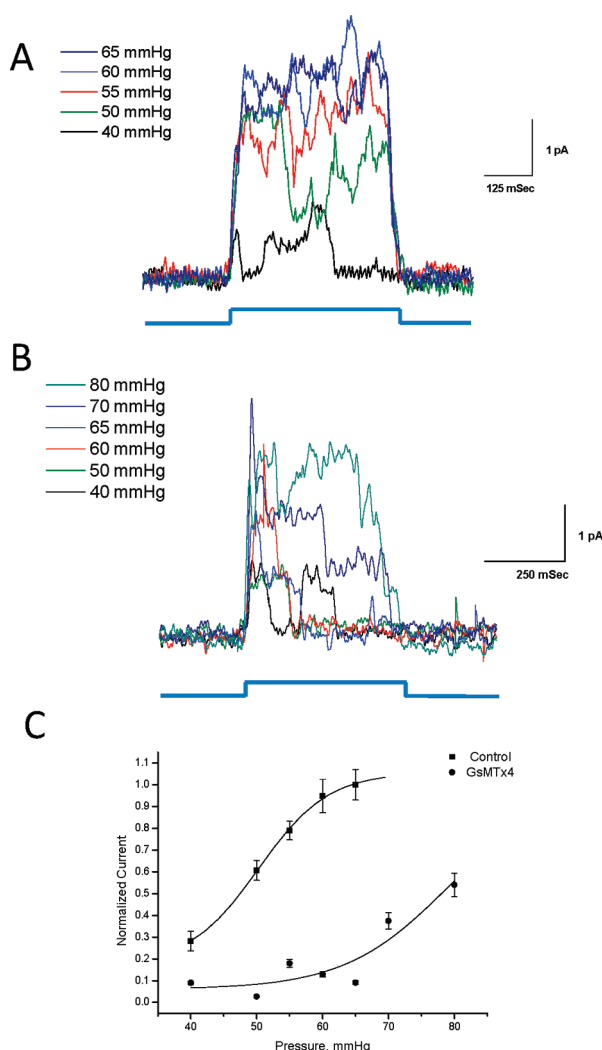 A
65 mmHg
60 mmHg
55 mmHg
50 mmHg
40 mmHg
1 pA
125 mSec
B
80 mmHg
70 mmHg
65 mmHg
60 mmHg
50 mmHg
40 mmHg
1 pA
250 mSec
C
Control
GsMTx4
1.1
1.0
0.9
0.8
0.7
0.6
0.5
0.4
0.3
0.2
0.1
0.0
Normalized Current
40 50 60 70 80
Pressure, mmHg